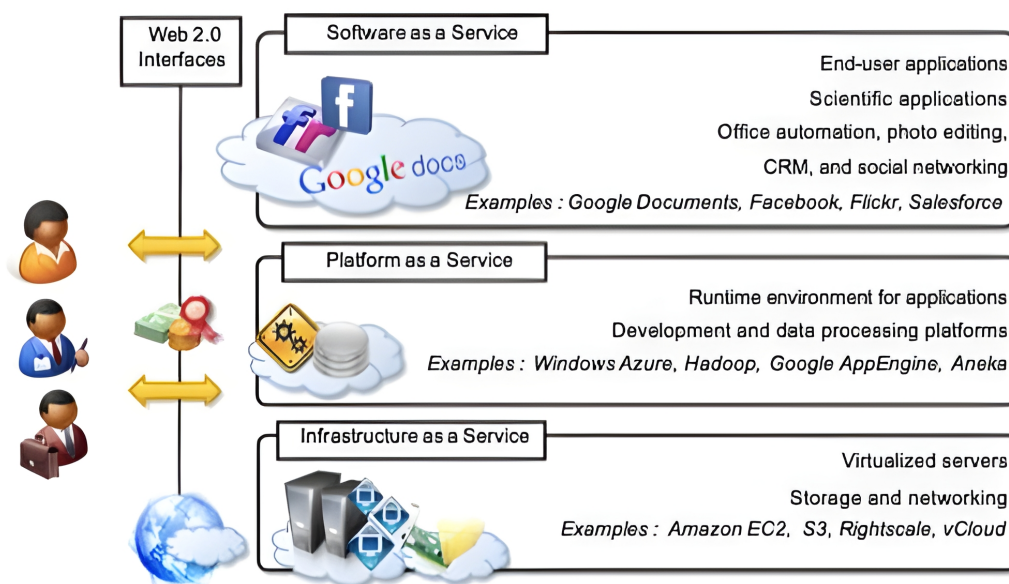 Web 2.0
Interfaces
Software as a Service
End-user applications
Scientific applications
Office automation, photo editing,
CRM, and social networking
Examples : Google Documents, Facebook, Flickr, Salesforce
f
fr
Google docs
Platform as a Service
Runtime environment for applications
Development and data processing platforms
Examples : Windows Azure, Hadoop, Google AppEngine, Aneka
Infrastructure as a Service
Virtualized servers
Storage and networking
Examples : Amazon EC2, S3, Rightscale, vCloud